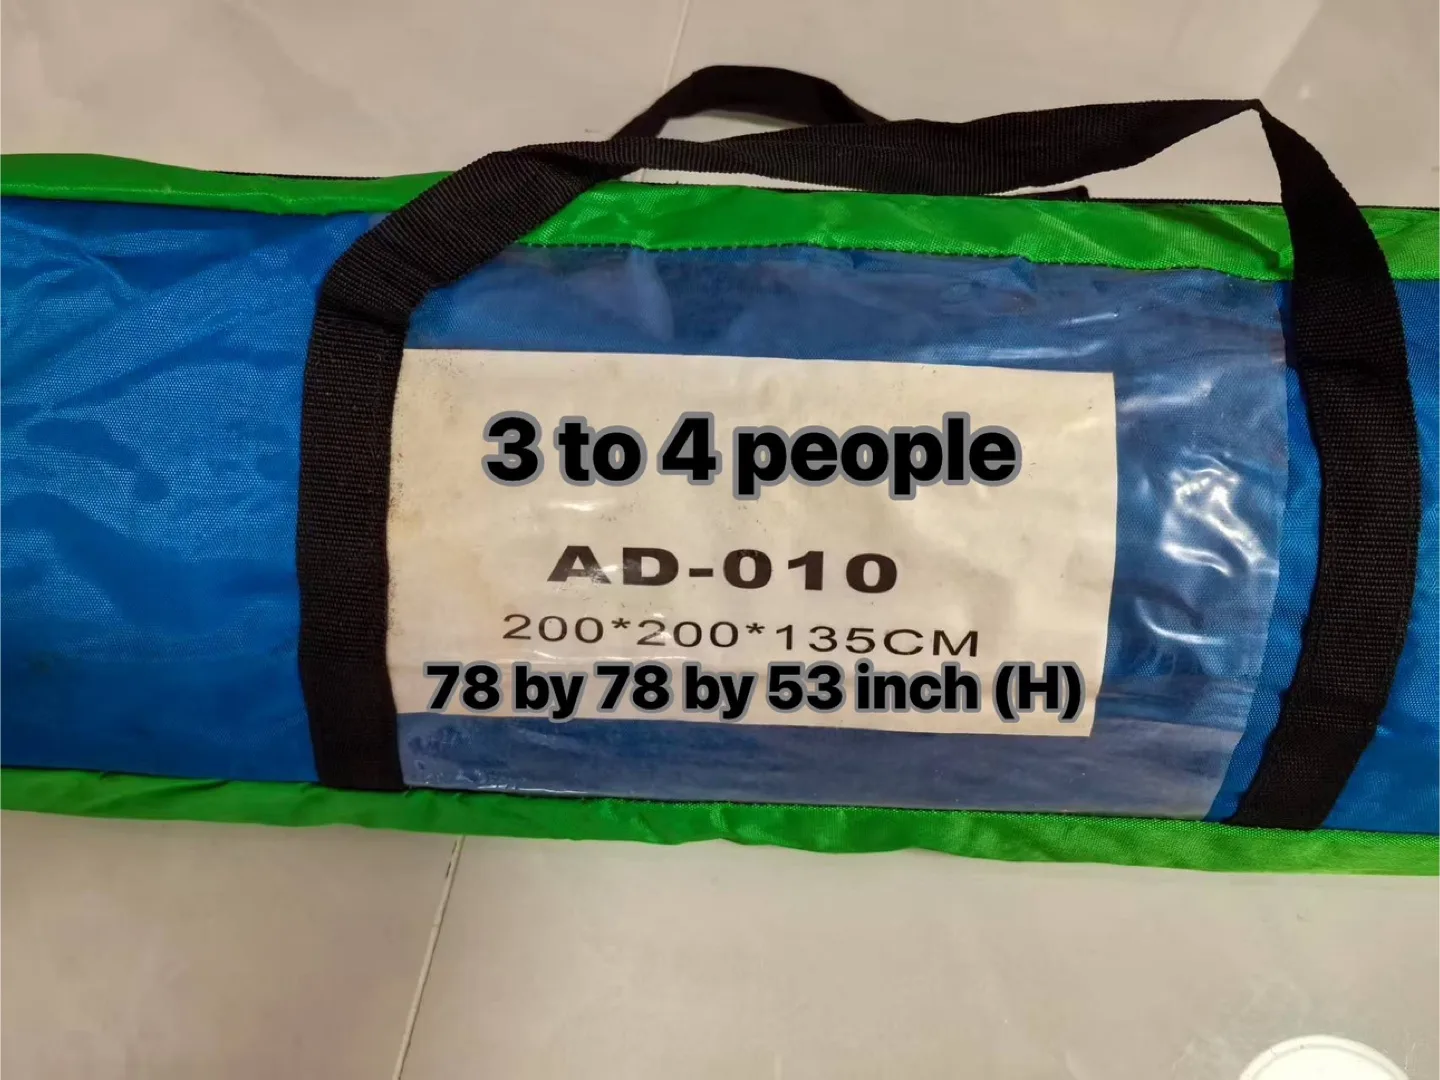 3 to 4 people
AD-010
200*200*135CM
78 by 78 by 53 inch (H)